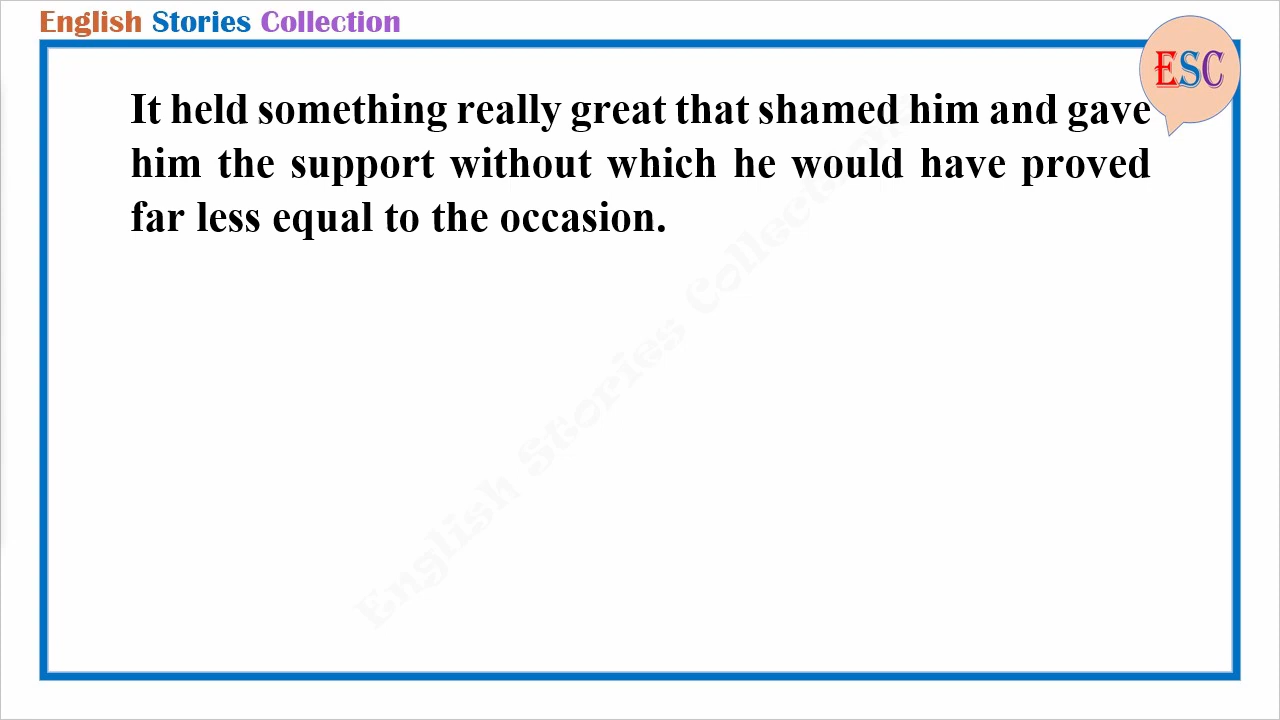 English Stories Collection
ESC
It held something really great that shamed him and gave
him the support without which he would have proved
far less equal to the occasion.
English Stories Collection